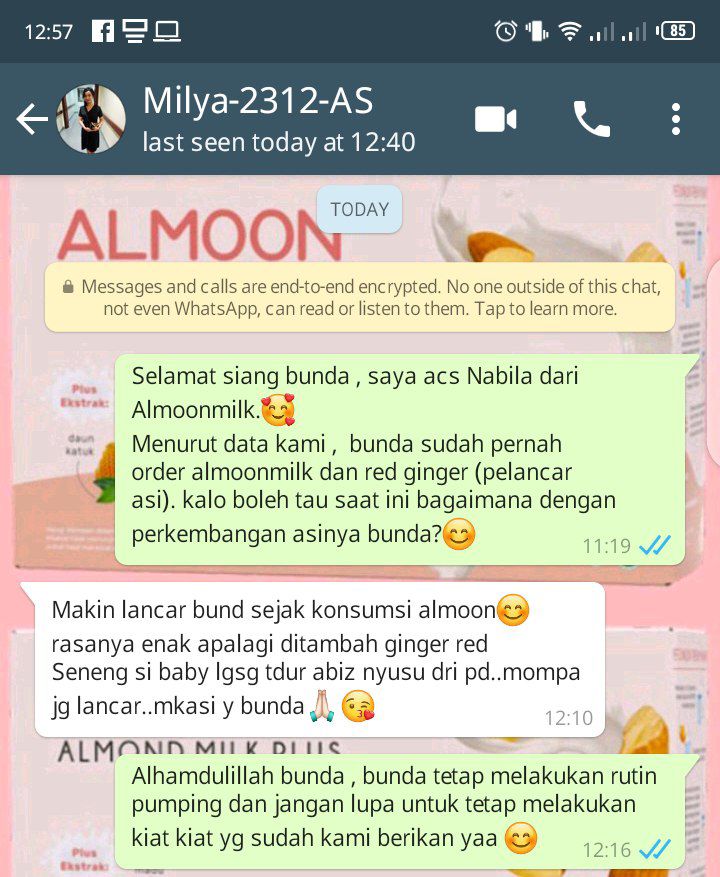 12:57
85
Milya-2312-AS
last seen today at 12:40
TODAY
ALMOON
Messages and calls are end-to-end encrypted. No one outside of this chat,
not even WhatsApp, can read or listen to them. Tap to learn more.
Plus
Ekstrak:
daun
katuk
Selamat siang bunda , saya acs Nabila dari
Almoonmilk.🥰
Menurut data kami , bunda sudah pernah
order almoonmilk dan red ginger (pelancar
asi). kalo boleh tau saat ini bagaimana dengan
perkembangan asinya bunda?😊
11:19
Makin lancar bund sejak konsumsi almoon😊
rasanya enak apalagi ditambah ginger red
Seneng si baby lgsg tdur abiz nyusu dri pd..mompa
jg lancar..mkasi y bunda🙏🏻😘
12:10
ALMOND MILK PLUS
Alhamdulillah bunda , bunda tetap melakukan rutin
pumping dan jangan lupa untuk tetap melakukan
kiat kiat yg sudah kami berikan yaa 😊
12:16
Plus
Ekstrak:
madu